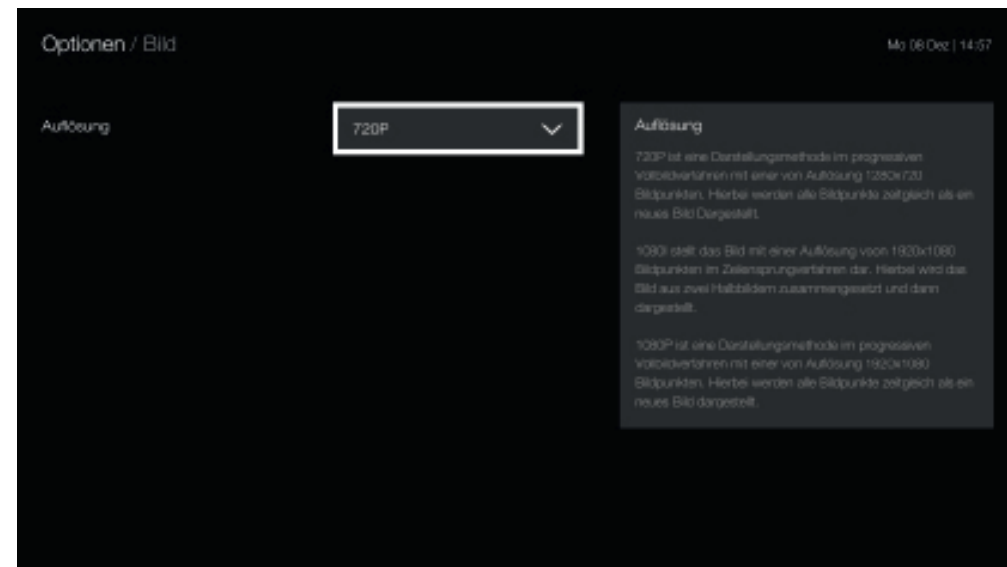 Optionen / Bild
Mo 08 Dez | 14:57
Auflösung
720P
Auflösung
720P ist eine Darstellungsmethode im progressiven
Vollbildverfahren mit einer von Auflösung 1280x720
Bildpunkten. Hierbei werden alle Bildpunkte zeitgleich als ein
neues Bild Dargestellt.
1080i stellt das Bild mit einer Auflösung voon 1920x1080
Bildpunkten im Zeilensprungverfahren dar. Hierbei wird das
Bild aus zwei Halbbildern zusammengesetzt und dann
dargestellt.
1080P ist eine Darstellungsmethode im progressiven
Vollbildverfahren mit einer von Auflösung 1920x1080
Bildpunkten. Hierbei werden alle Bildpunkte zeitgleich als ein
neues Bild dargestellt.